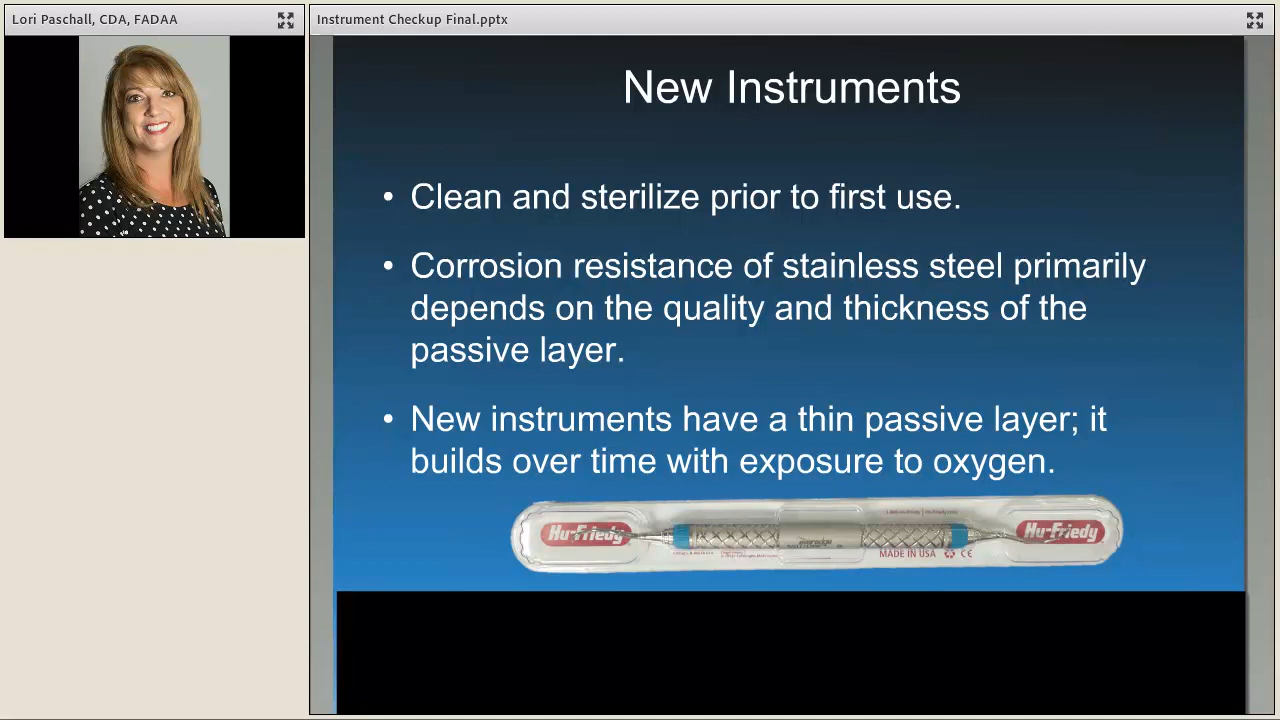 Lori Paschall, CDA, FADAA
Instrument Checkup Final.pptx
New Instruments
• Clean and sterilize prior to first use.
• Corrosion resistance of stainless steel primarily
depends on the quality and thickness of the
passive layer.
• New instruments have a thin passive layer; it
builds over time with exposure to oxygen.
Hu-Friedy
Hu-Friedy
MADE IN USA
CE